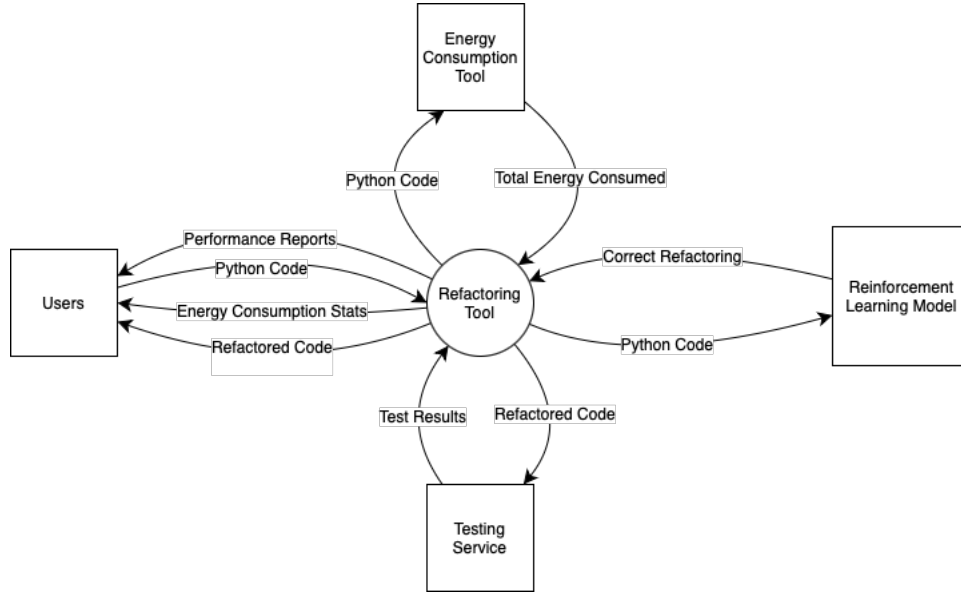 Energy
Consumption
Tool
Python Code
Total Energy Consumed
Performance Reports
Python Code
Energy Consumption Stats
Refactored Code
Users
Refactoring
Tool
Correct Refactoring
Python Code
Reinforcement
Learning Model
Test Results
Refactored Code
Testing
Service